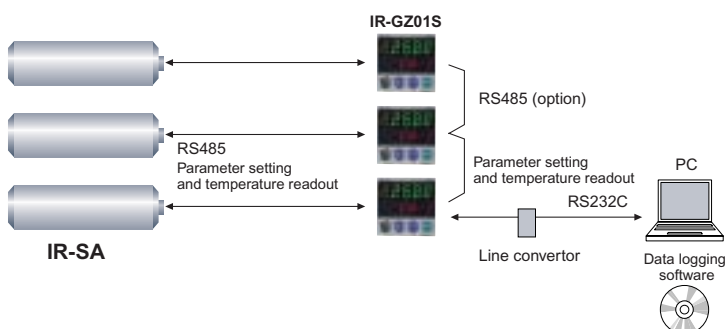 IR-GZ01S
RS485 (option)
RS485
Parameter setting
and temperature readout
Parameter setting
and temperature readout
PC
RS232C
IR-SA
Line convertor
Data logging
software